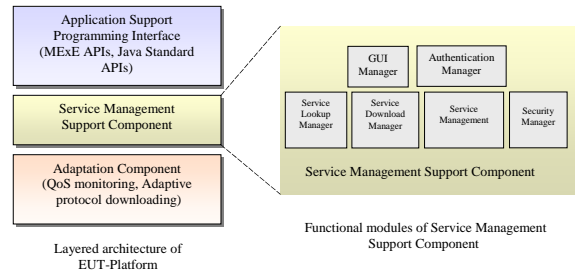 Application Support
Programming Interface
(MExE APIs, Java Standard
APIs)
Service Management
Support Component
Adaptation Component
(QoS monitoring, Adaptive
protocol downloading)
Layered architecture of
EUT-Platform
GUI
Manager
Authentication
Manager
Service
Lookup
Manager
Service
Download
Manager
Service
Management
Security
Manager
Service Management Support Component
Functional modules of Service Management
Support Component